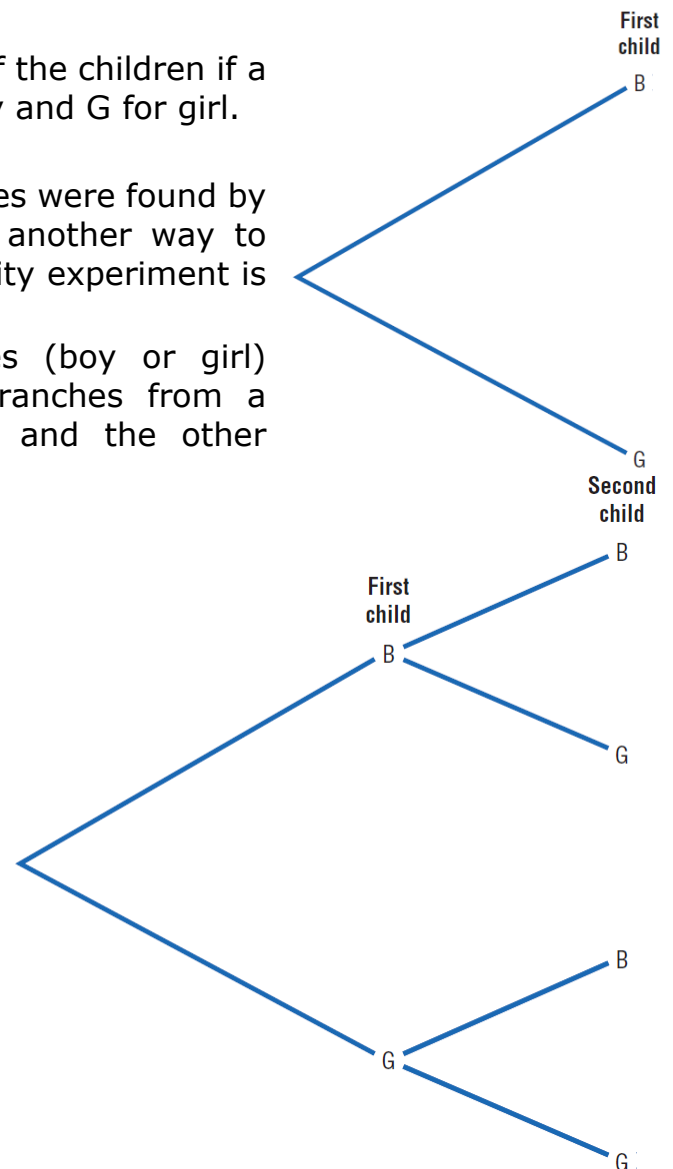 f the children if a
y and G for girl.
es were found by
another way to
ity experiment is
es (boy or girl)
ranches from a
and the other
First
child
B
G
Second
child
B
First
child
B
G
B
G
G